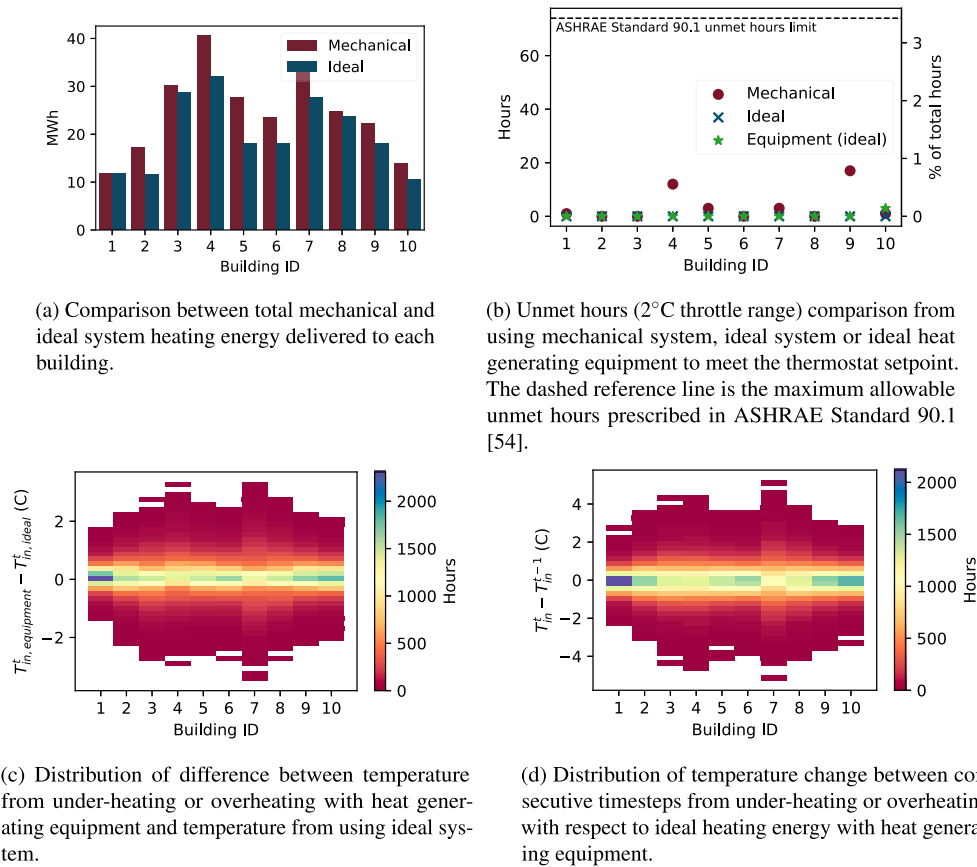 40
30
20
10
0
MWh
Mechanical
Ideal
1 2 3 4 5 6 7 8 9 10
Building ID
ASHRAE Standard 90.1 unmet hours limit
60
40
20
0
Hours
Mechanical
Ideal
Equipment (ideal)
3
2
1
0
% of total hours
1 2 3 4 5 6 7 8 9 10
Building ID
(a) Comparison between total mechanical and
ideal system heating energy delivered to each
building.
(b) Unmet hours (2°C throttle range) comparison from
using mechanical system, ideal system or ideal heat
generating equipment to meet the thermostat setpoint.
The dashed reference line is the maximum allowable
unmet hours prescribed in ASHRAE Standard 90.1
[54].
2
0
−2
T^t_{in, equipment} − T^t_{in, ideal} (C)
1 2 3 4 5 6 7 8 9 10
Building ID
2000
1500
1000
500
0
Hours
4
2
0
−2
−4
T^t_{in} − T^{t−1}_{in} (C)
1 2 3 4 5 6 7 8 9 10
Building ID
2000
1500
1000
500
0
Hours
(c) Distribution of difference between temperature
from under-heating or overheating with heat gener-
ating equipment and temperature from using ideal sys-
tem.
(d) Distribution of temperature change between con
secutive timesteps from under-heating or overheatin
with respect to ideal heating energy with heat genera
ing equipment.